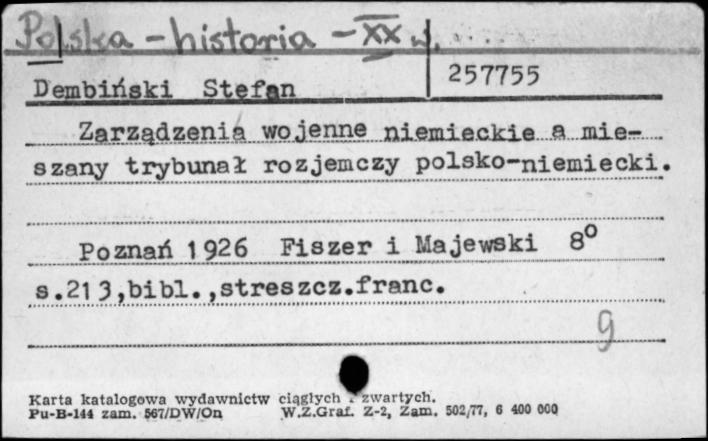 Polska - historia - XX w.
257755
Dembiński Stefan
Zarządzenia wojenne niemieckie a mie-
szany trybunał rozjemczy polsko-niemiecki.
Poznań 1926 Fiszer i Majewski 8⁰
s.213,bibl.,streszcz.franc.
g
Karta katalogowa wydawnictw ciągłych i zwartych.
Pu-B-144 zam. 567/DW/On W.Z.Graf. Z-2, Zam. 502/77, 6 400 000